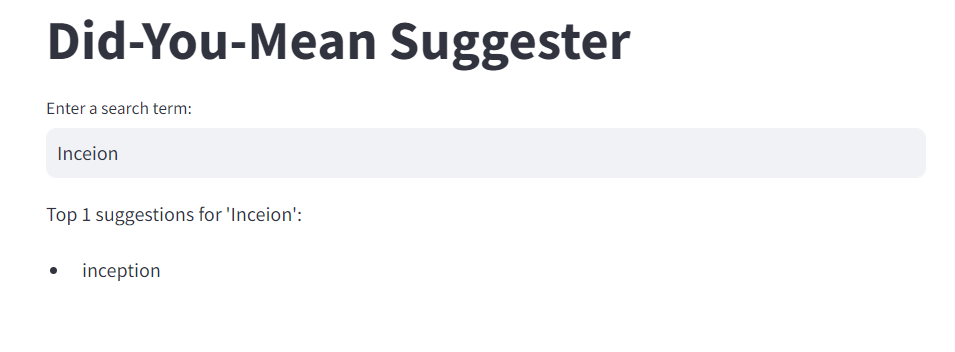 Did-You-Mean Suggester
Enter a search term:
Inceion
Top 1 suggestions for 'Inceion':
• inception